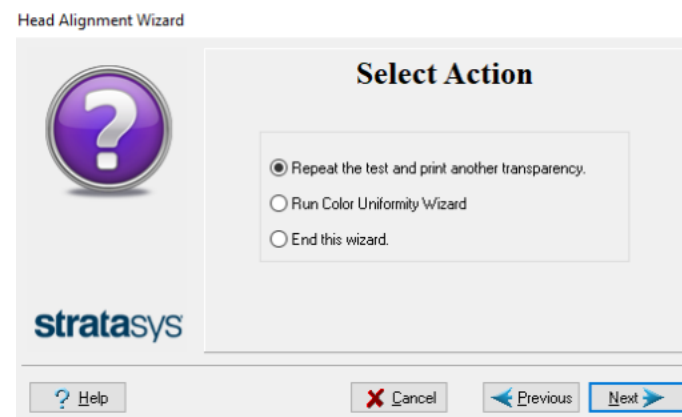 Head Alignment Wizard
Select Action
Repeat the test and print another transparency.
Run Color Uniformity Wizard
End this wizard.
stratasys
? Help
Cancel
Previous
Next